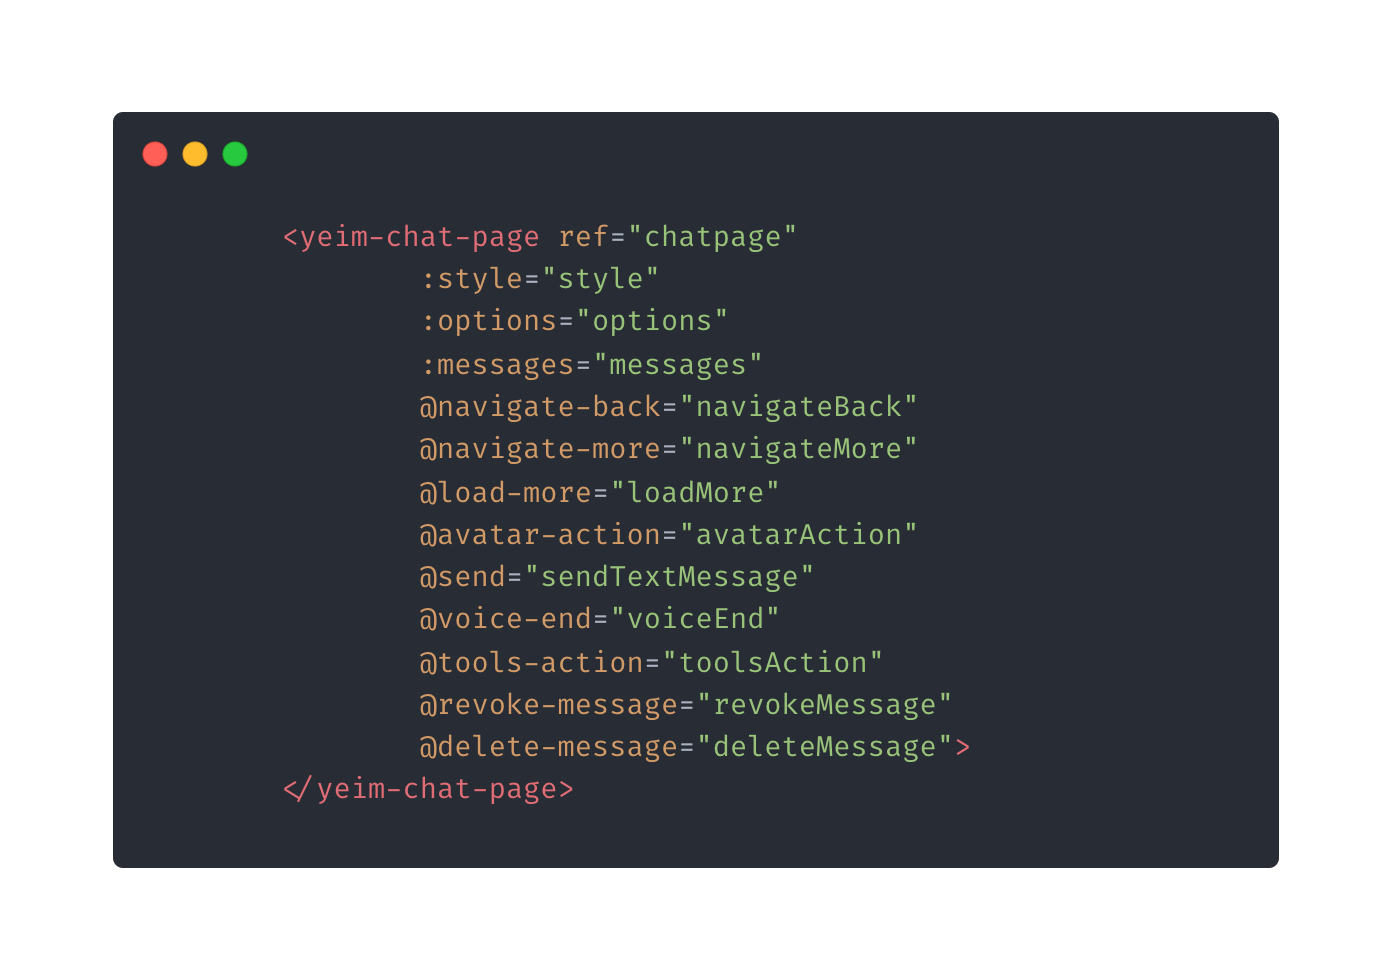 <yeim-chat-page ref="chatpage"
:style="style"
:options="options"
:messages="messages"
@navigate-back="navigateBack"
@navigate-more="navigateMore"
@load-more="loadMore"
@avatar-action="avatarAction"
@send="sendTextMessage"
@voice-end="voiceEnd"
@tools-action="toolsAction"
@revoke-message="revokeMessage"
@delete-message="deleteMessage">
</yeim-chat-page>